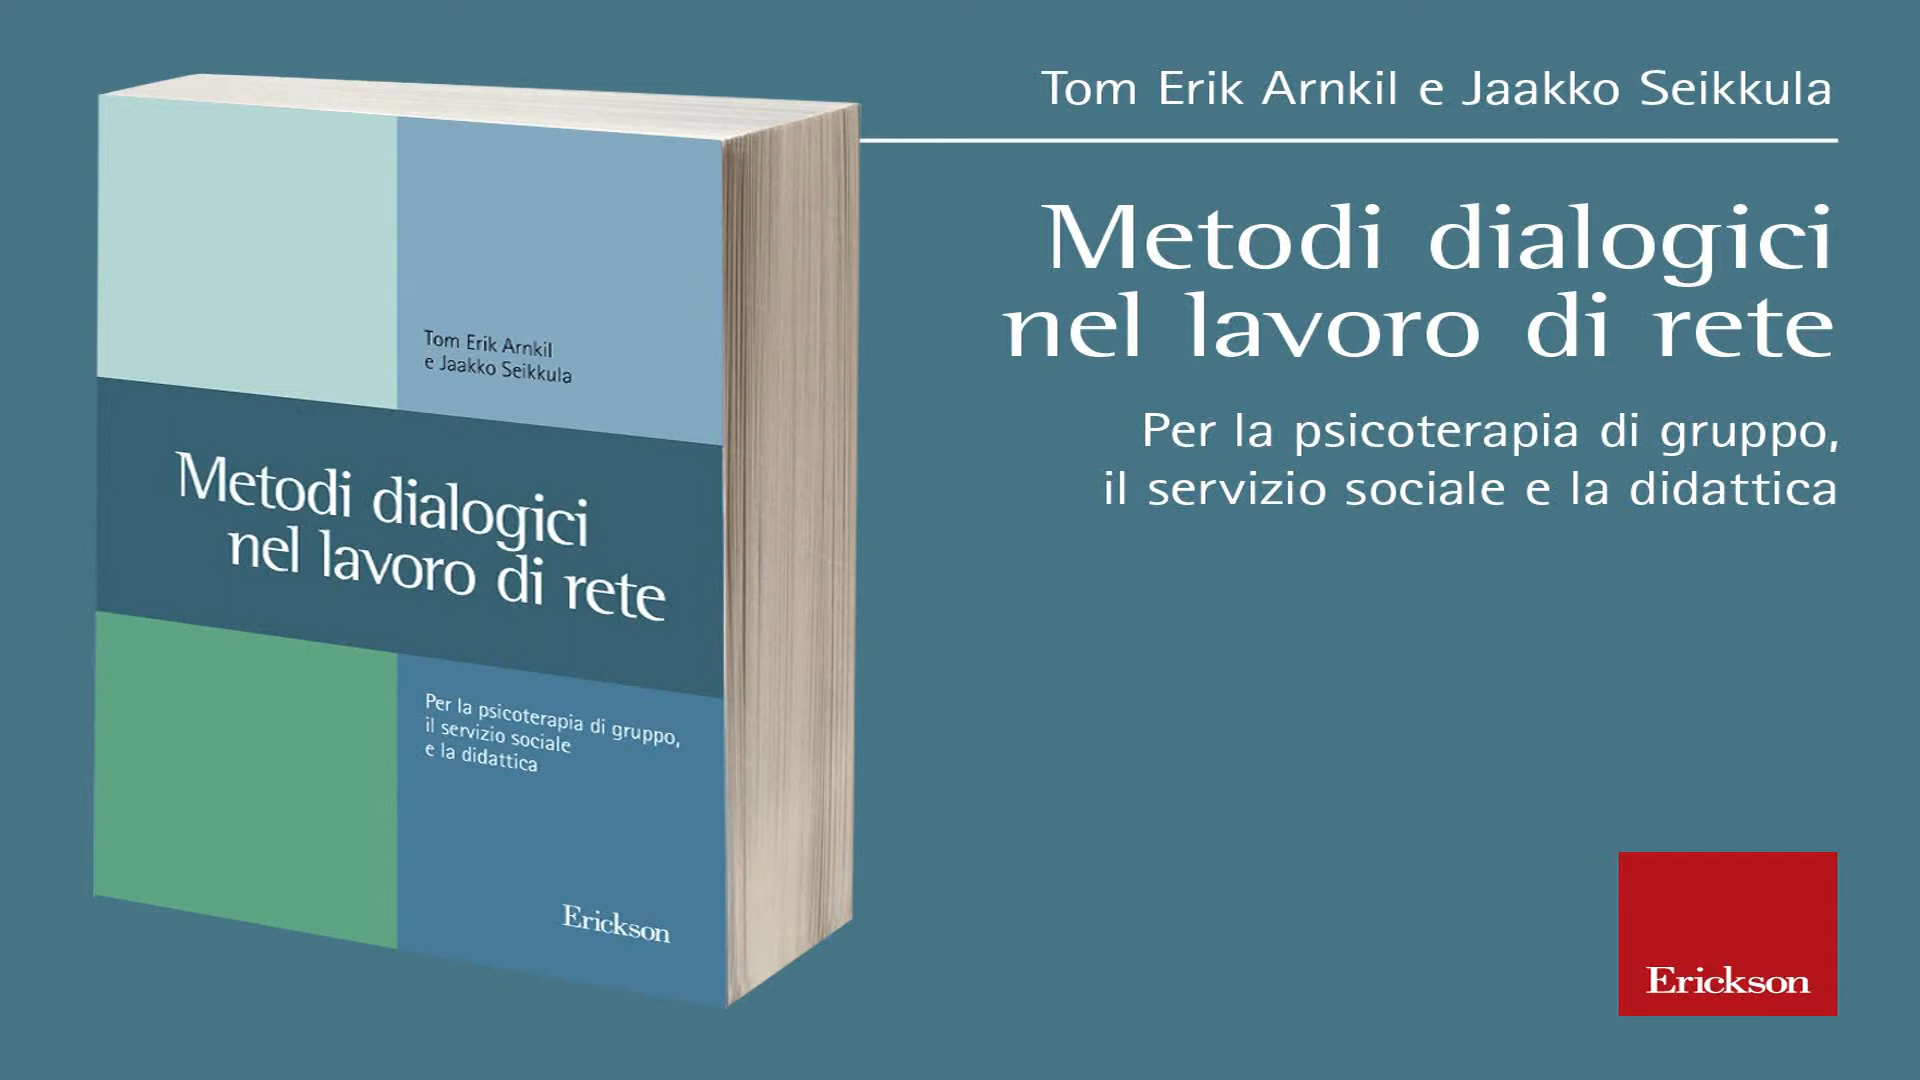 Tom Erik Arnkil
e Jaakko Seikkula
Metodi dialogici
nel lavoro di rete
Per la psicoterapia di gruppo,
il servizio sociale
e la didattica
Erickson
Tom Erik Arnkil e Jaakko Seikkula
Metodi dialogici
nel lavoro di rete
Per la psicoterapia di gruppo,
il servizio sociale e la didattica
Erickson